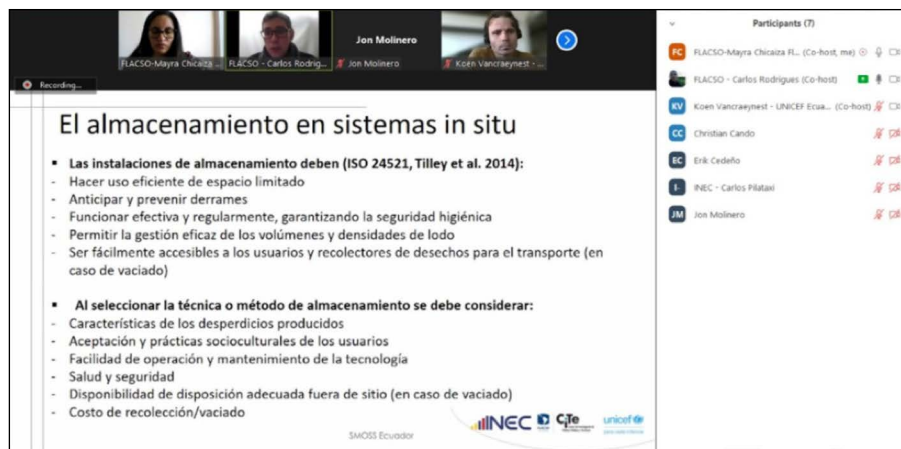 Jon Molinero
FLACSO-Mayra Chicaiza ...
FLACSO - Carlos Rodrig...
Jon Molinero
Koen Vancraeynest - ...
Recording...
El almacenamiento en sistemas in situ
▪ Las instalaciones de almacenamiento deben (ISO 24521, Tilley et al. 2014):
- Hacer uso eficiente de espacio limitado
- Anticipar y prevenir derrames
- Funcionar efectiva y regularmente, garantizando la seguridad higiénica
- Permitir la gestión eficaz de los volúmenes y densidades de lodo
- Ser fácilmente accesibles a los usuarios y recolectores de desechos para el transporte (en
caso de vaciado)
▪ Al seleccionar la técnica o método de almacenamiento se debe considerar:
- Características de los desperdicios producidos
- Aceptación y prácticas socioculturales de los usuarios
- Facilidad de operación y mantenimiento de la tecnología
- Salud y seguridad
- Disponibilidad de disposición adecuada fuera de sitio (en caso de vaciado)
- Costo de recolección/vaciado
SMOSS Ecuador
INEC
CiTe
unicef
Participants (7)
FC FLACSO-Mayra Chicaiza Fl... (Co-host, me)
FLACSO - Carlos Rodrigues (Co-host)
KV Koen Vancraeynest - UNICEF Ecua... (Co-host)
CC Christian Cando
EC Erik Cedeño
I- INEC - Carlos Pilataxi
JM Jon Molinero